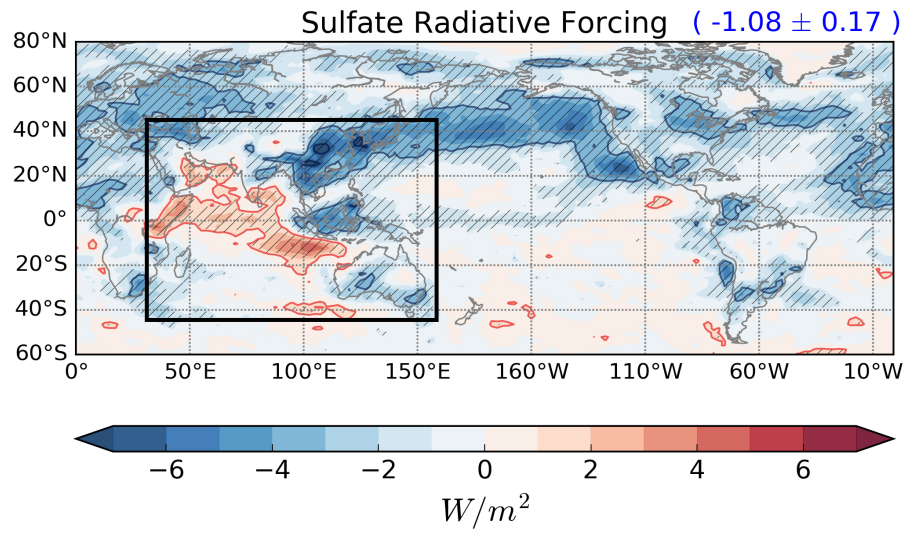 Sulfate Radiative Forcing ( -1.08 ± 0.17 )
80°N
60°N
40°N
20°N
0°
20°S
40°S
60°S
0° 50°E 100°E 150°E 160°W 110°W 60°W 10°W
−6 −4 −2 0 2 4 6
W/m²